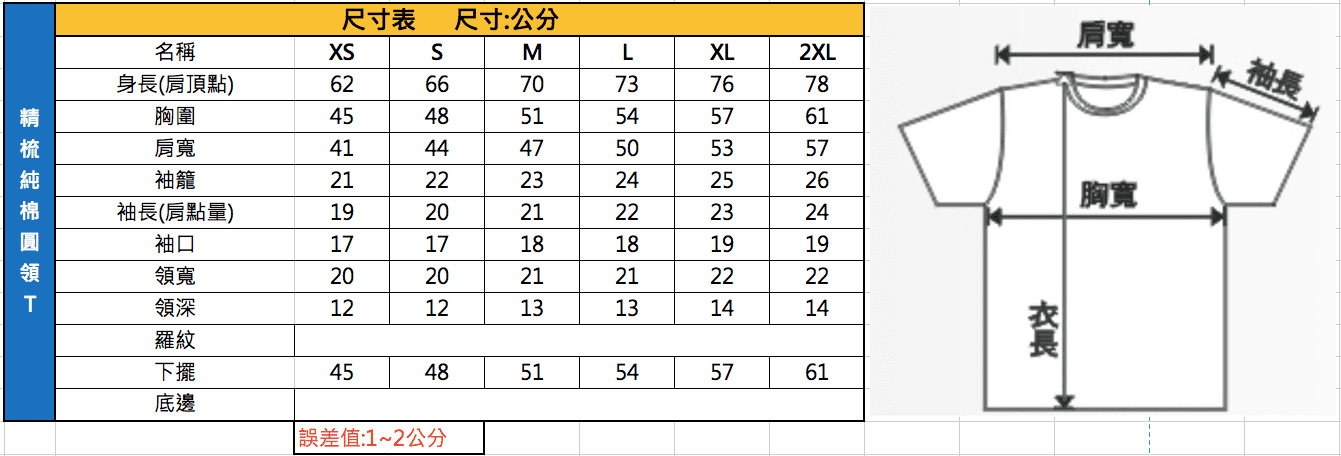 精梳純棉圓領T
尺寸表 尺寸:公分
名稱 XS S M L XL 2XL
身長(肩頂點) 62 66 70 73 76 78
胸圍 45 48 51 54 57 61
肩寬 41 44 47 50 53 57
袖籠 21 22 23 24 25 26
袖長(肩點量) 19 20 21 22 23 24
袖口 17 17 18 18 19 19
領寬 20 20 21 21 22 22
領深 12 12 13 13 14 14
羅紋
下擺 45 48 51 54 57 61
底邊
誤差值:1~2公分
肩寬
袖長
胸寬
衣長